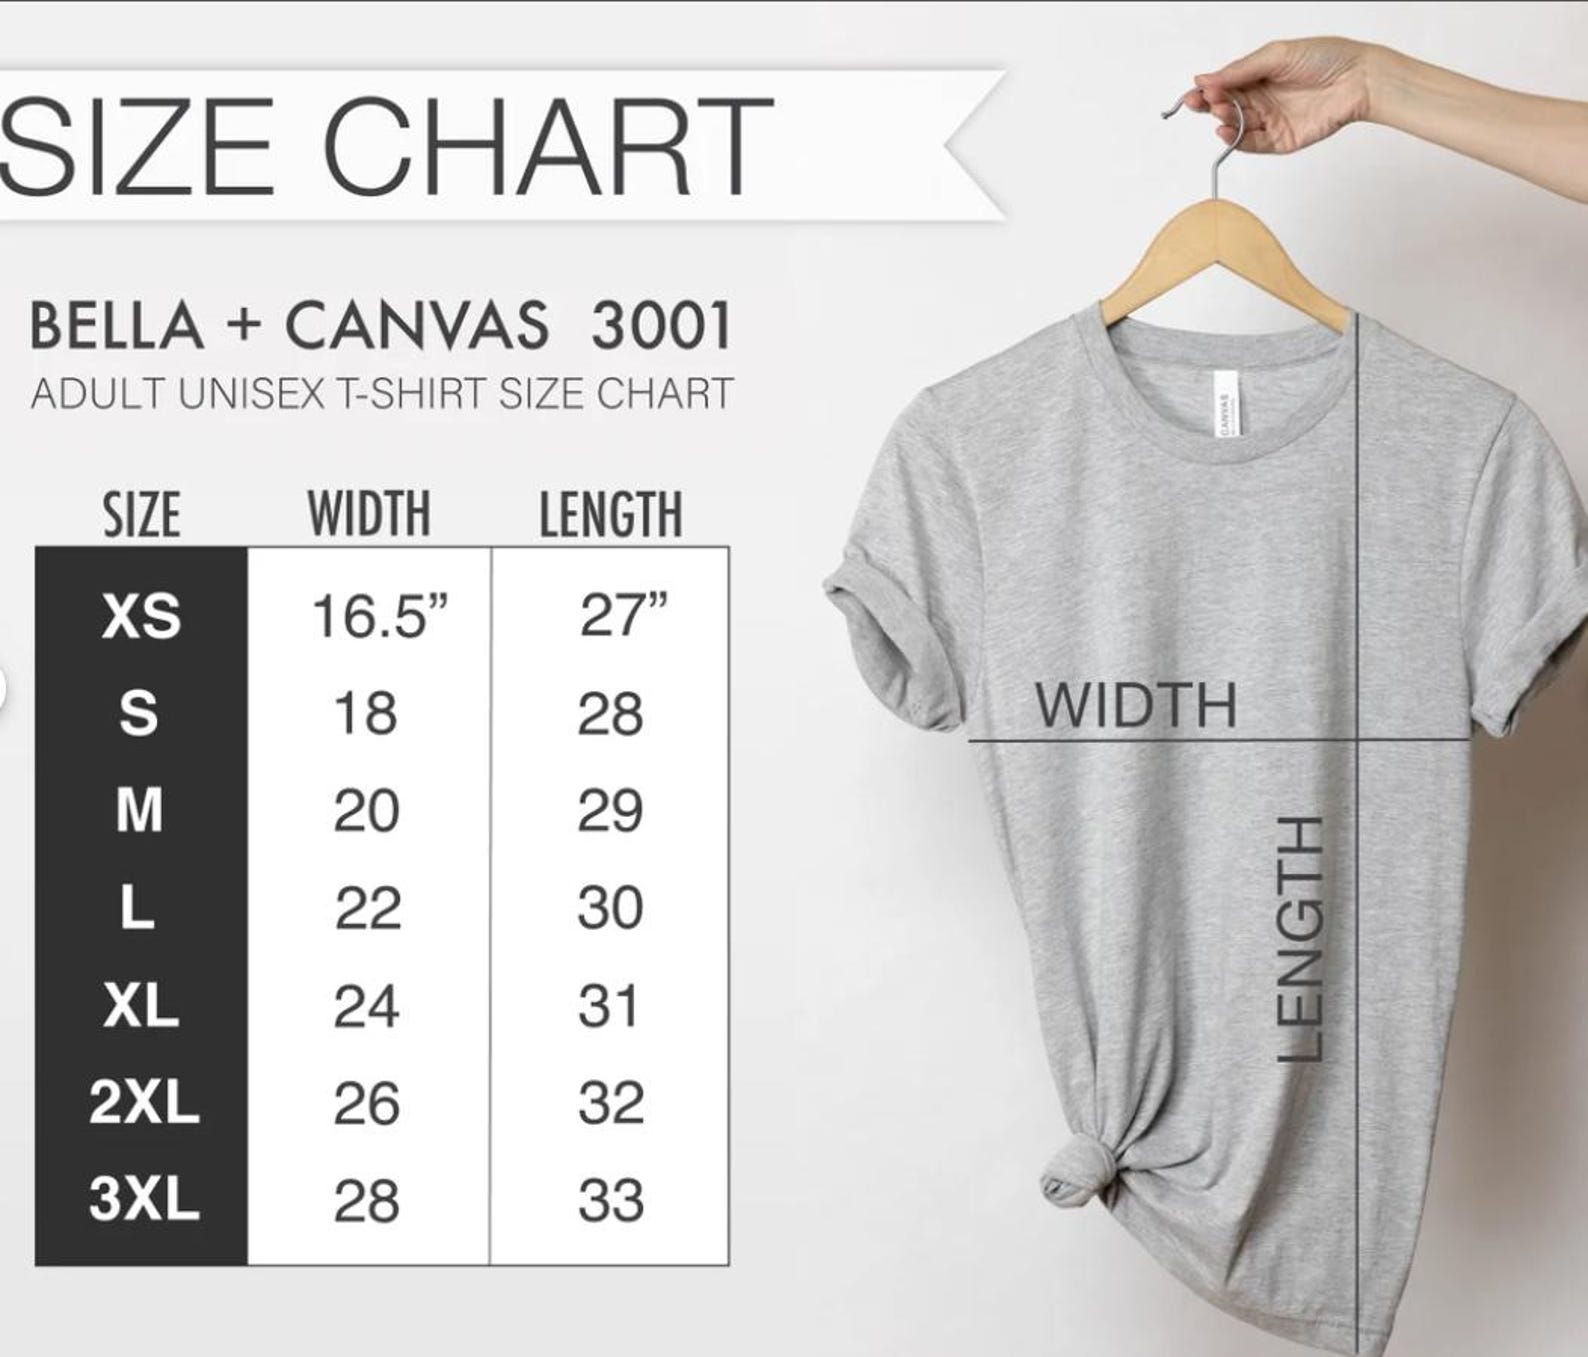 SIZE CHART
BELLA + CANVAS 3001
ADULT UNISEX T-SHIRT SIZE CHART
SIZE WIDTH LENGTH
XS 16.5” 27”
S 18 28
M 20 29
L 22 30
XL 24 31
2XL 26 32
3XL 28 33
CANVAS
WIDTH
LENGTH